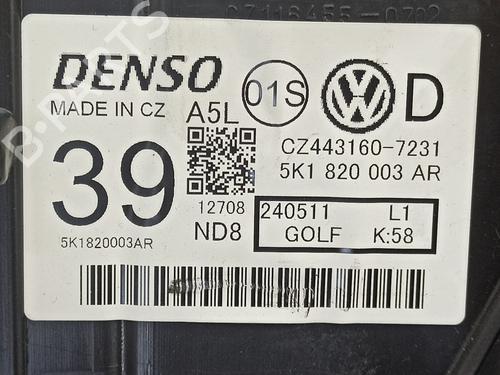 DENSO
01S
D
MADE IN CZ
A5L
39
CZ443160-7231
5K1 820 003 AR
12708
240511 L1
ND8
GOLF K:58
5K1820003AR
B-PARTS